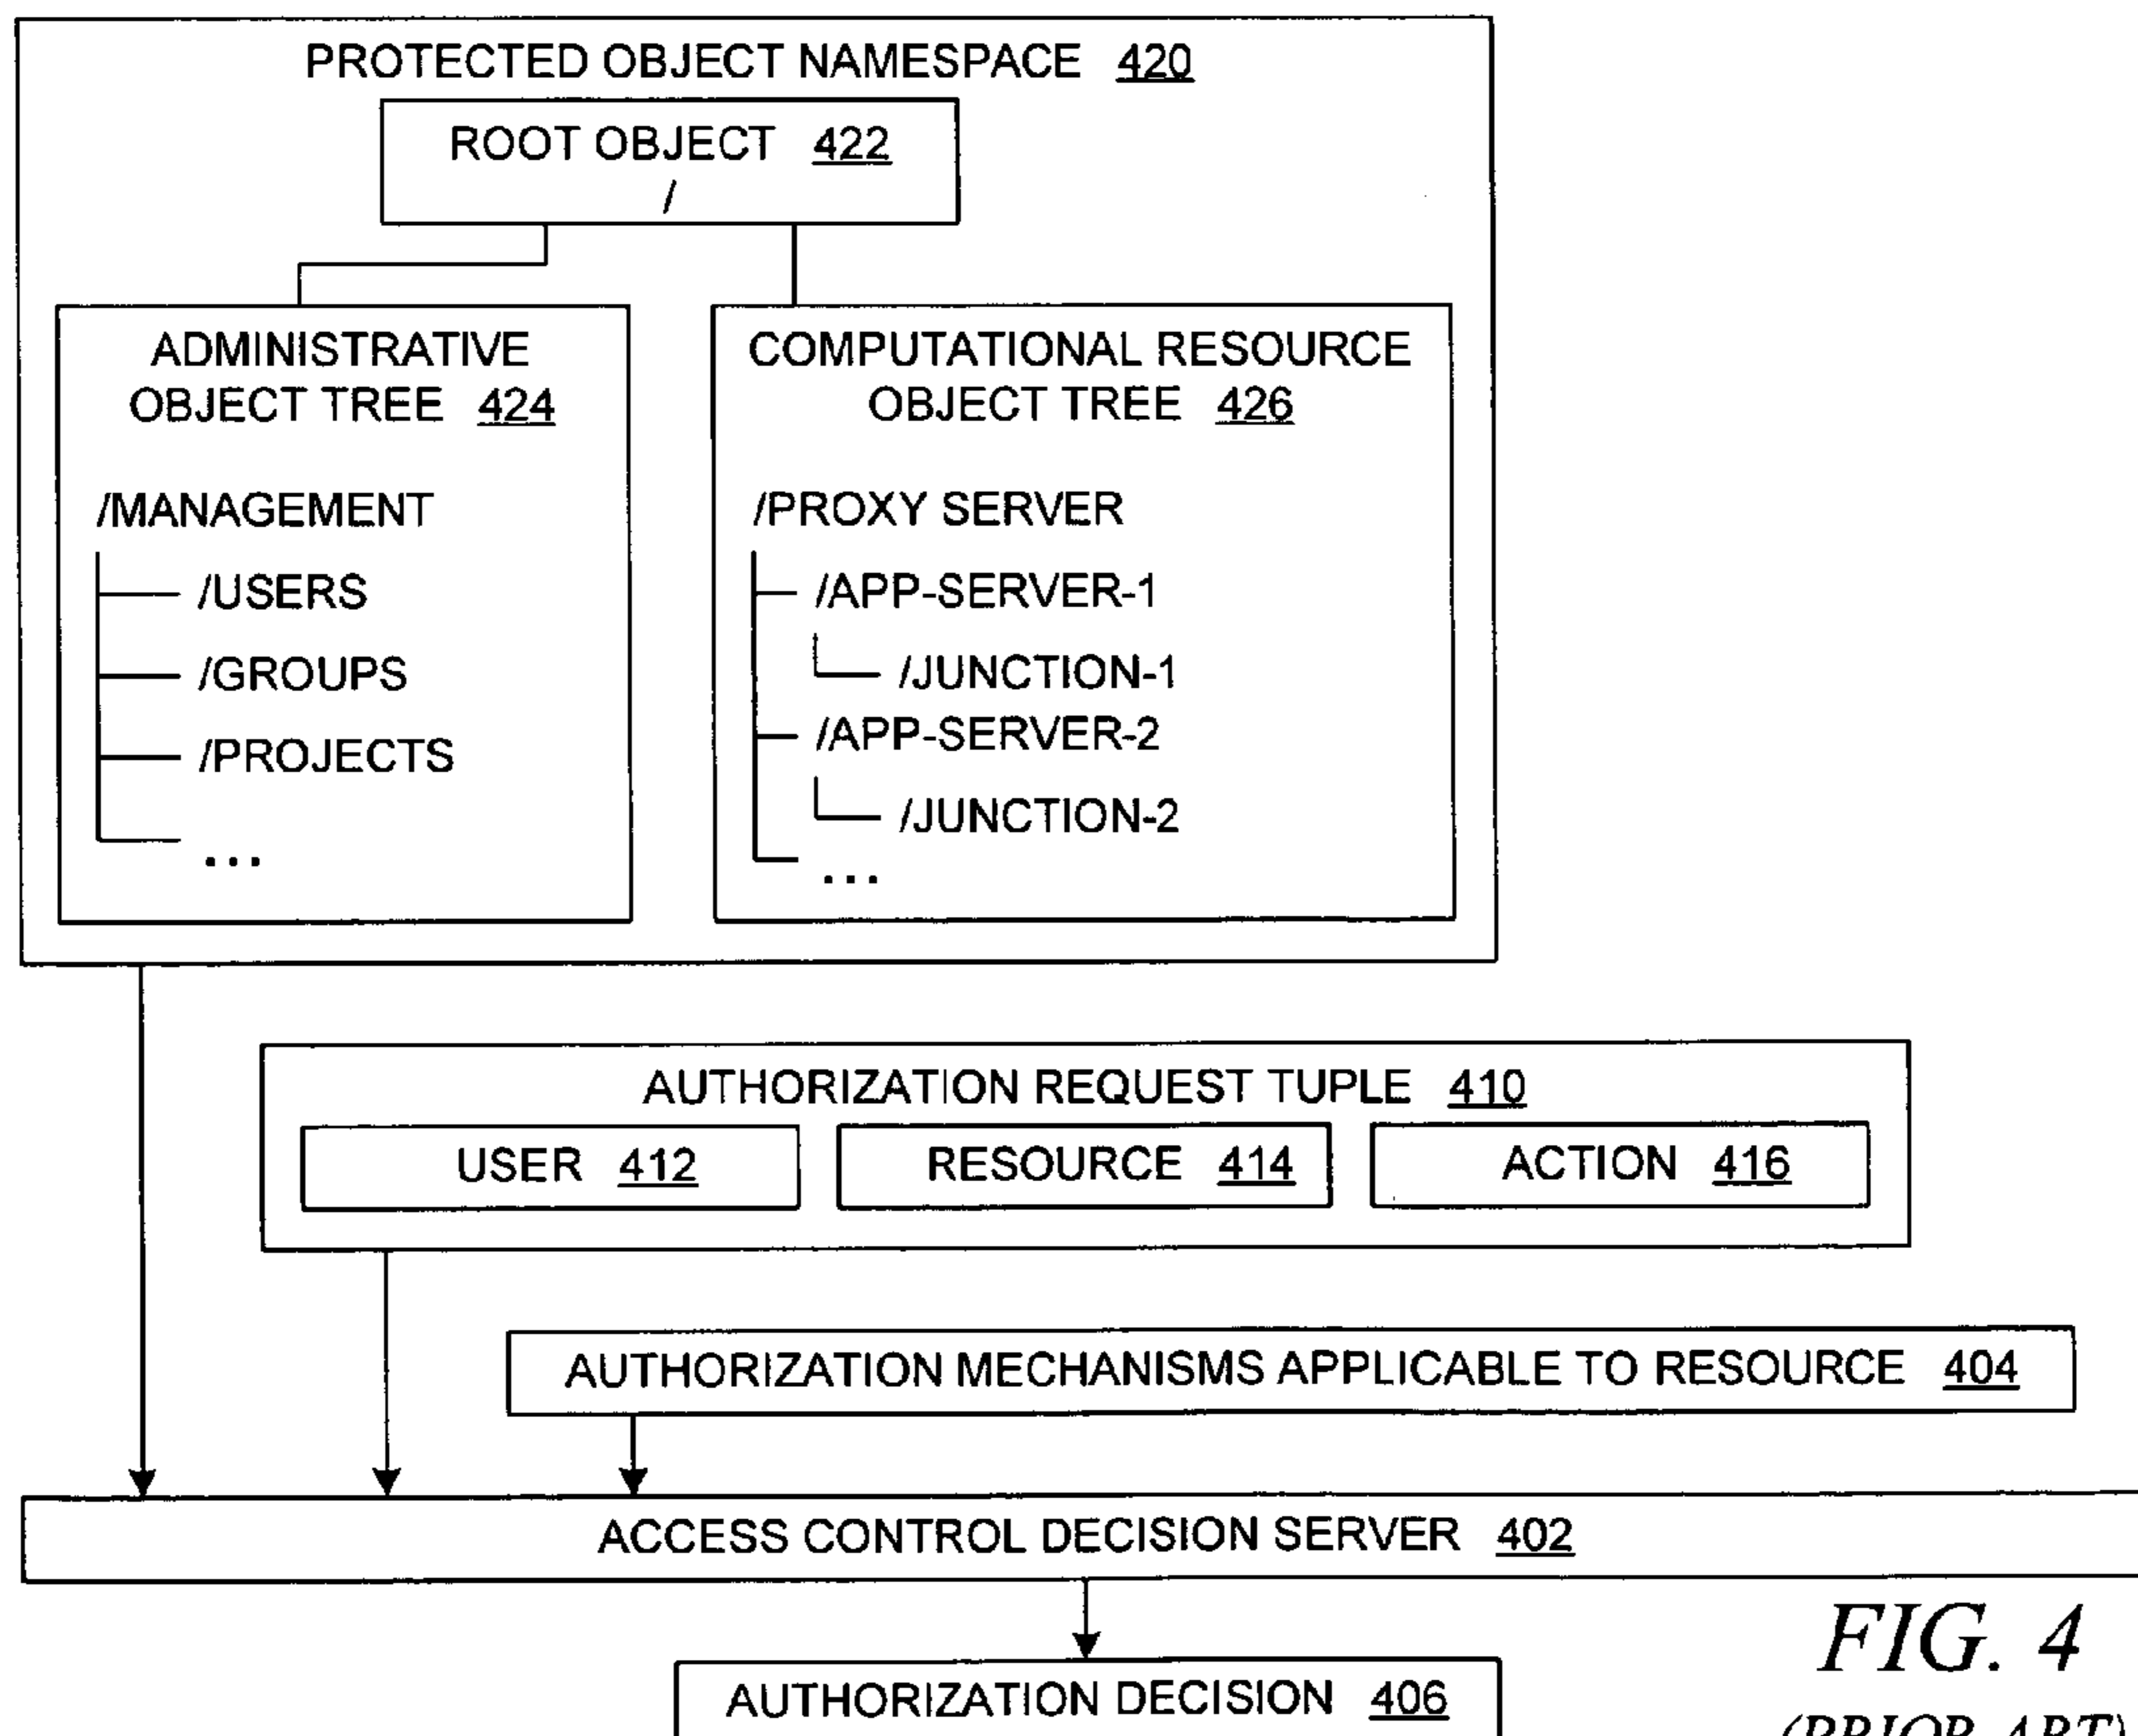 PROTECTED OBJECT NAMESPACE 420
ROOT OBJECT 422
/
ADMINISTRATIVE
OBJECT TREE 424
/MANAGEMENT
/USERS
/GROUPS
/PROJECTS
...
COMPUTATIONAL RESOURCE
OBJECT TREE 426
/PROXY SERVER
/APP-SERVER-1
/JUNCTION-1
/APP-SERVER-2
/JUNCTION-2
...
AUTHORIZATION REQUEST TUPLE 410
USER 412
RESOURCE 414
ACTION 416
AUTHORIZATION MECHANISMS APPLICABLE TO RESOURCE 404
ACCESS CONTROL DECISION SERVER 402
AUTHORIZATION DECISION 406
FIG. 4
(PRIOR ART)